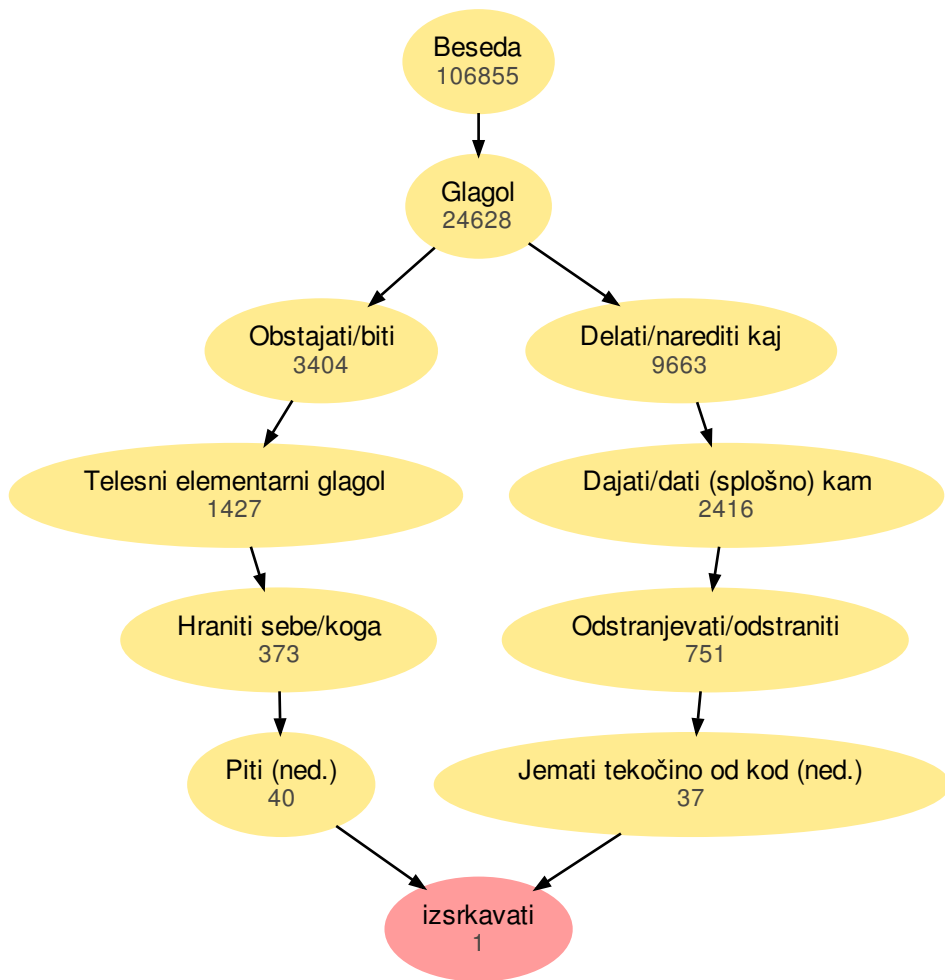 Beseda
106855
Glagol
24628
Obstajati/biti
3404
Delati/narediti kaj
9663
Telesni elementarni glagol
1427
Dajati/dati (splošno) kam
2416
Hraniti sebe/koga
373
Odstranjevati/odstraniti
751
Piti (ned.)
40
Jemati tekočino od kod (ned.)
37
izsrkavati
1